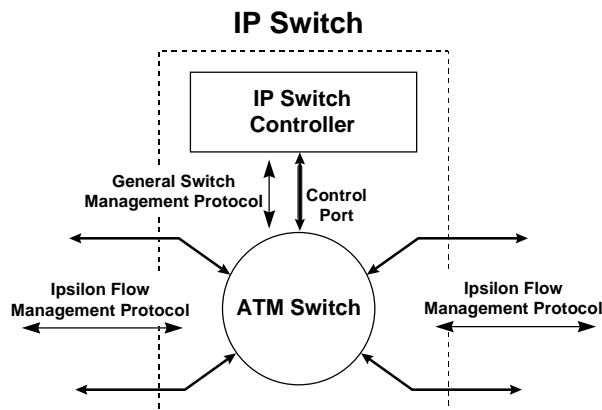 IP Switch
IP Switch
Controller
General Switch
Management Protocol
Control
Port
Ipsilon Flow
Management Protocol
ATM Switch
Ipsilon Flow
Management Protocol